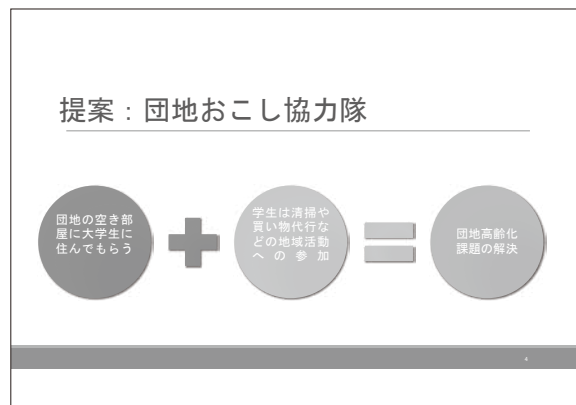 提案：団地おこし協力隊
団地の空き部
屋に大学生に
住んでもらう
学生は清掃や
買い物代行な
どの地域活動
への参加
団地高齢化
課題の解決
4